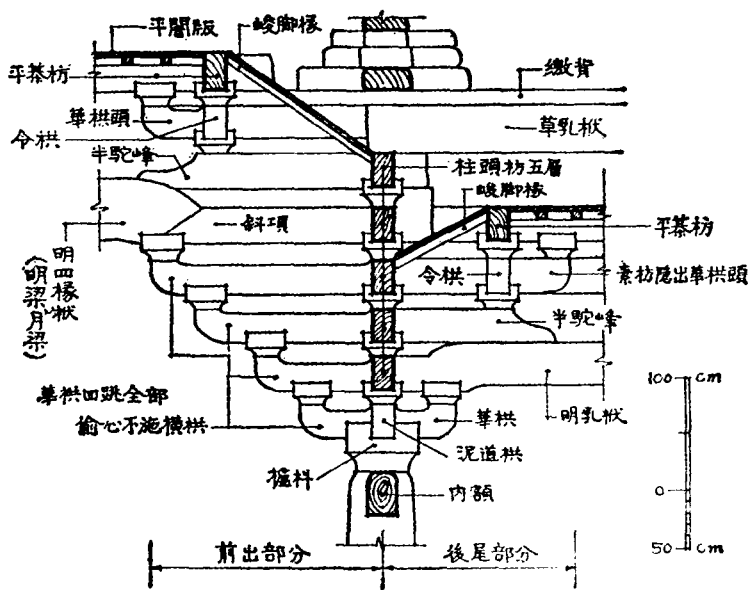 平闇版
峻脚椽
繳背
平棊枋
華栱頭
草乳栿
令栱
半駝峰
柱頭枋五層
峻脚椽
斜項
平棊枋
明四椽栿
(明梁月梁)
令栱
素枋隱出華栱頭
半駝峰
100 cm
華栱四跳全部
偷心不施橫栱
華栱
明乳栿
泥道栱
櫨枓
內額
0
前出部分
後尾部分
50 cm